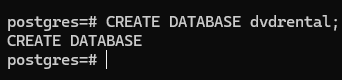 postgres=# CREATE DATABASE dvdrental;
CREATE DATABASE
postgres=#